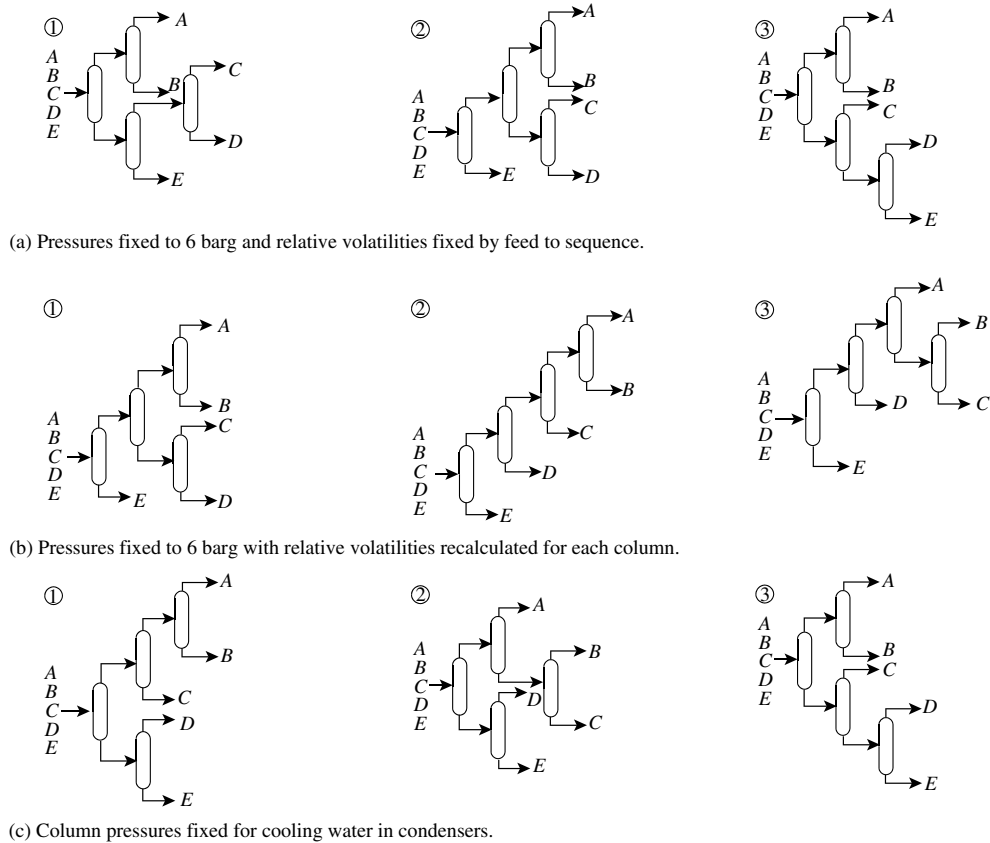 ①
A
B
C
D
E
A
B
C
D
E
②
A
B
C
D
E
A
B
C
D
E
③
A
B
C
D
E
A
B
C
D
E
(a) Pressures fixed to 6 barg and relative volatilities fixed by feed to sequence.
①
A
B
C
D
E
A
B
C
D
E
②
A
B
C
D
E
A
B
C
D
E
③
A
B
C
D
E
A
B
C
D
E
(b) Pressures fixed to 6 barg with relative volatilities recalculated for each column.
①
A
B
C
D
E
A
B
C
D
E
②
A
B
C
D
E
A
B
C
D
E
③
A
B
C
D
E
A
B
C
D
E
(c) Column pressures fixed for cooling water in condensers.